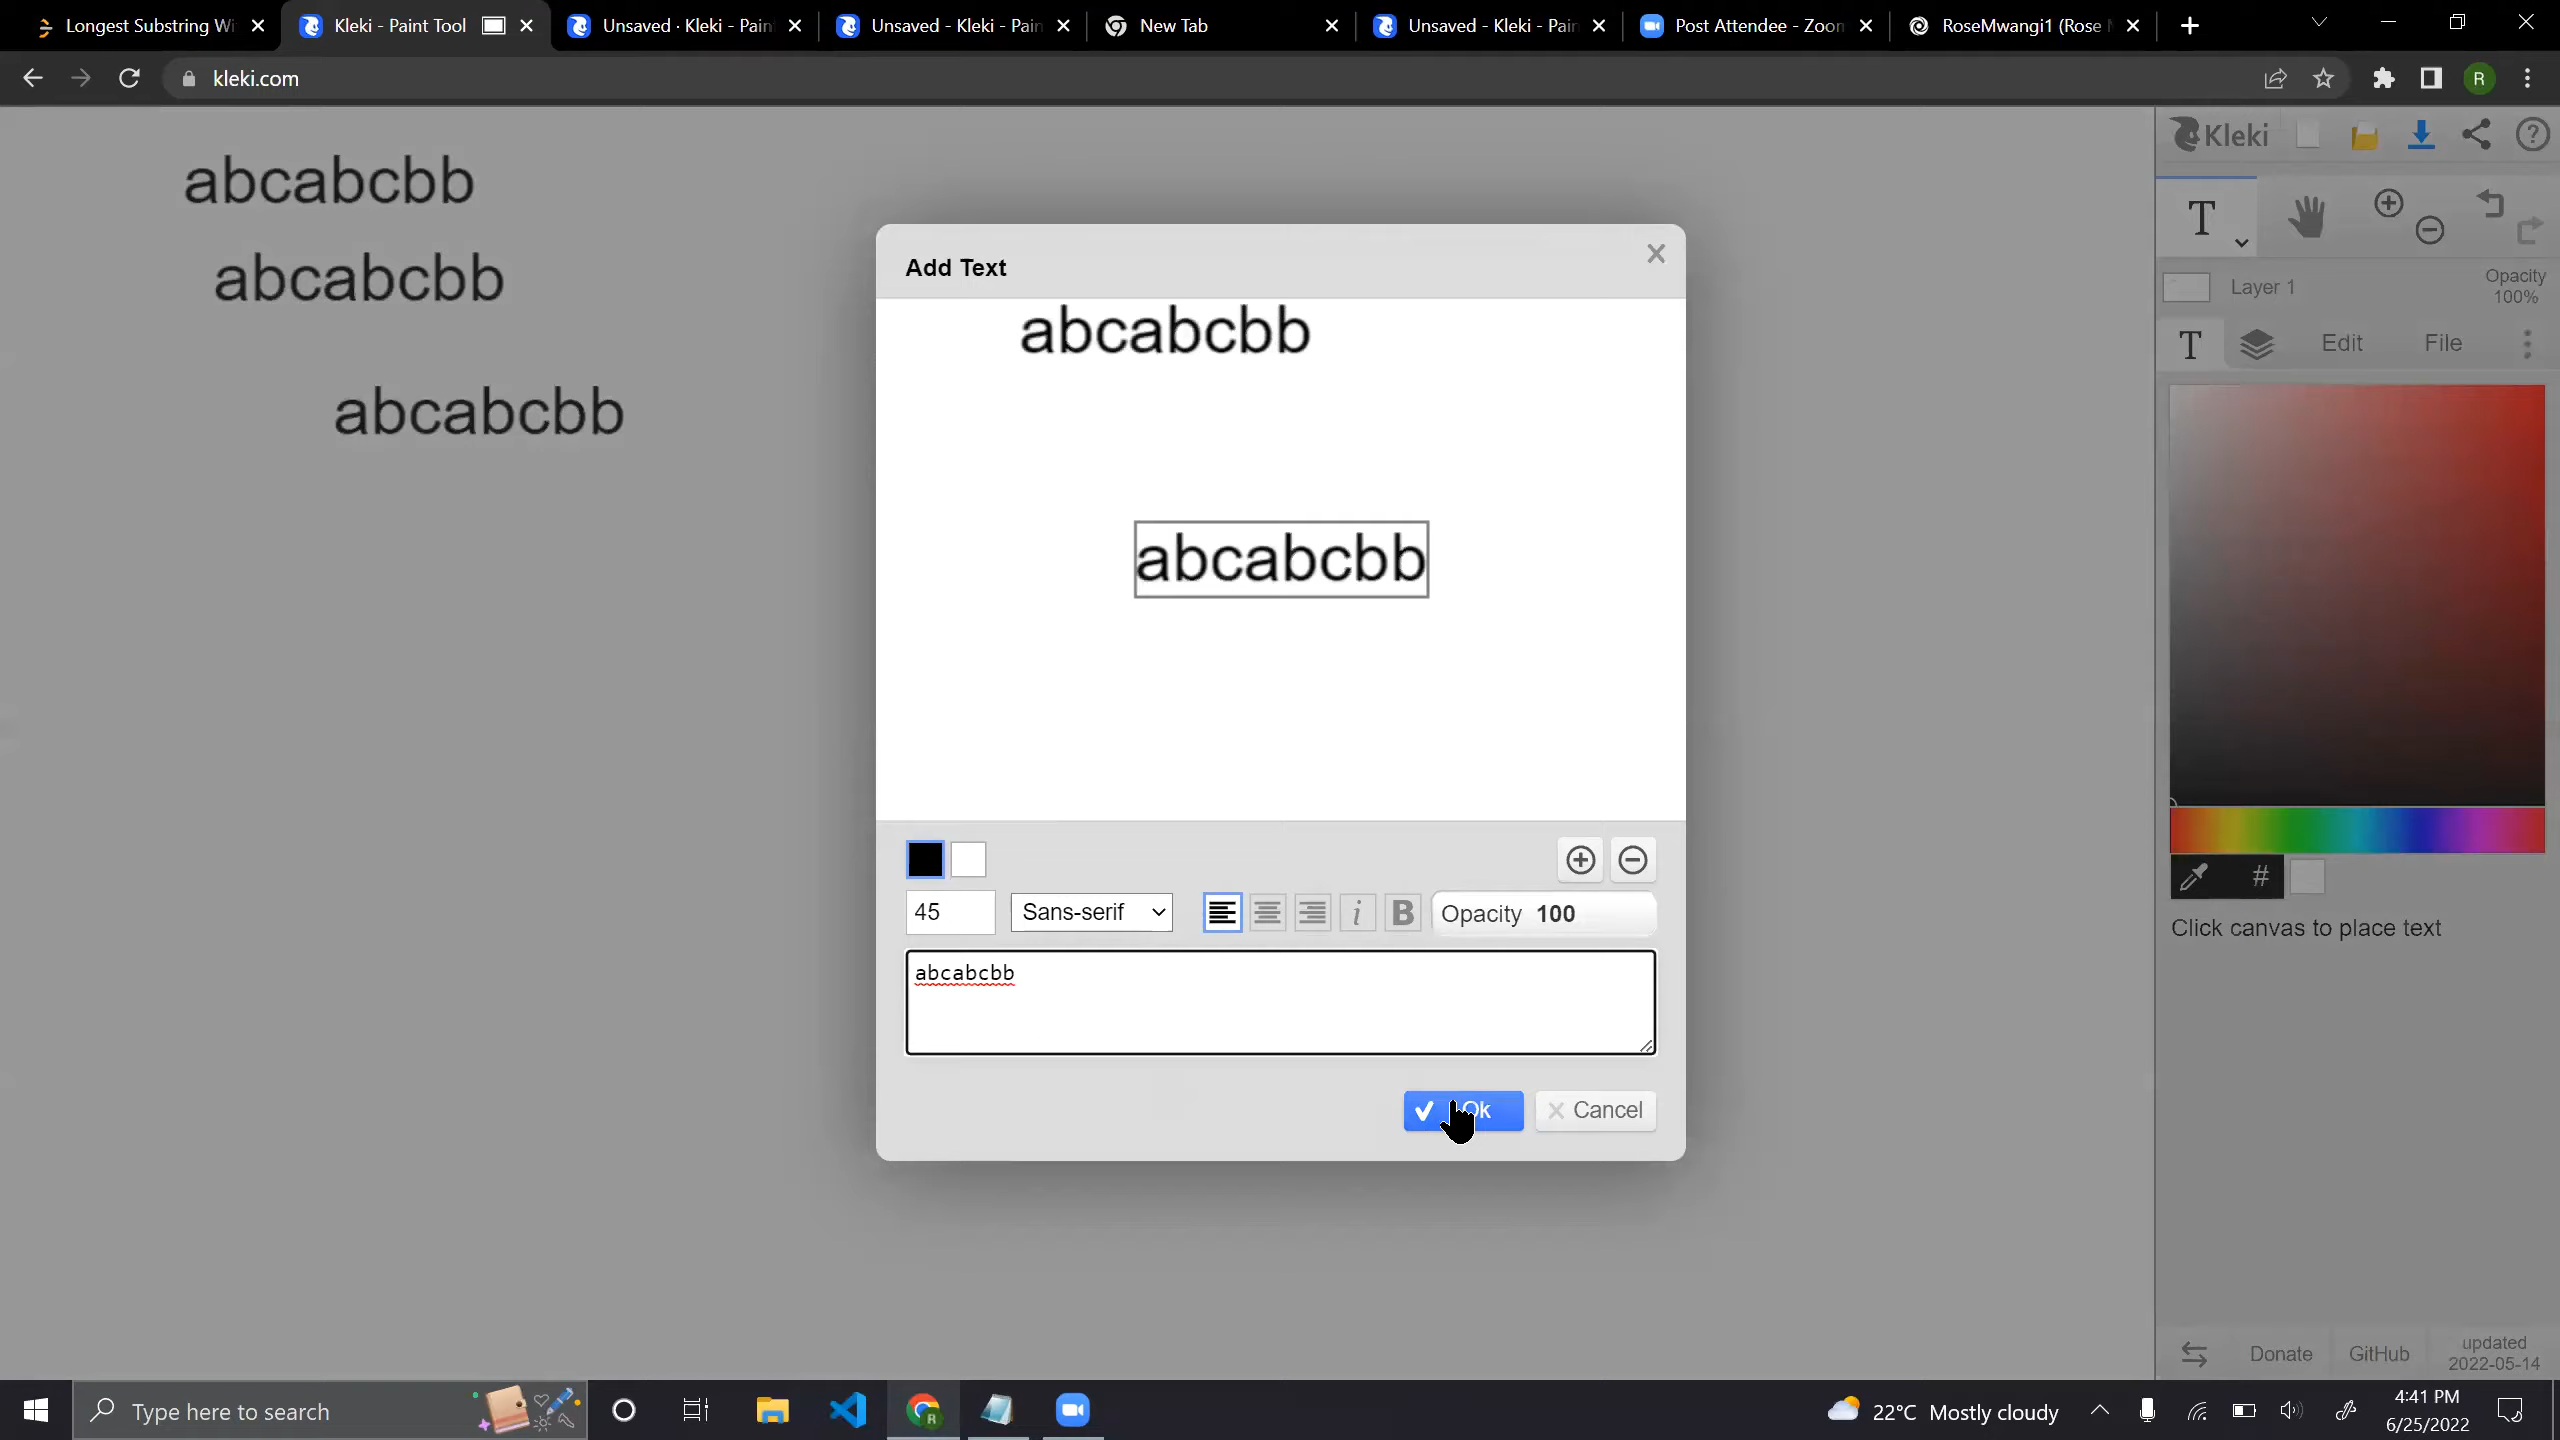 Longest Substring Wi
Kleki - Paint Tool
Unsaved · Kleki - Pain
Unsaved - Kleki - Pain
New Tab
Unsaved - Kleki - Pain
Post Attendee - Zoom
RoseMwangi1 (Rose
kleki.com
R
Kleki
abcabcbb
abcabcbb
abcabcbb
Add Text
abcabcbb
abcabcbb
45
Sans-serif
i
B
Opacity 100
abcabcbb
Ok
Cancel
T
Layer 1
Opacity
100%
T
Edit
File
#
Click canvas to place text
Donate
GitHub
updated
2022-05-14
Type here to search
22°C Mostly cloudy
4:41 PM
6/25/2022